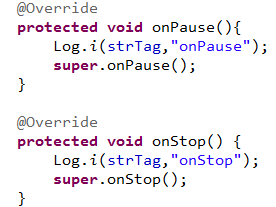 @Override
protected void onPause(){
    Log.i(strTag,"onPause");
    super.onPause();
}
@Override
protected void onStop() {
    Log.i(strTag,"onStop");
    super.onStop();
}